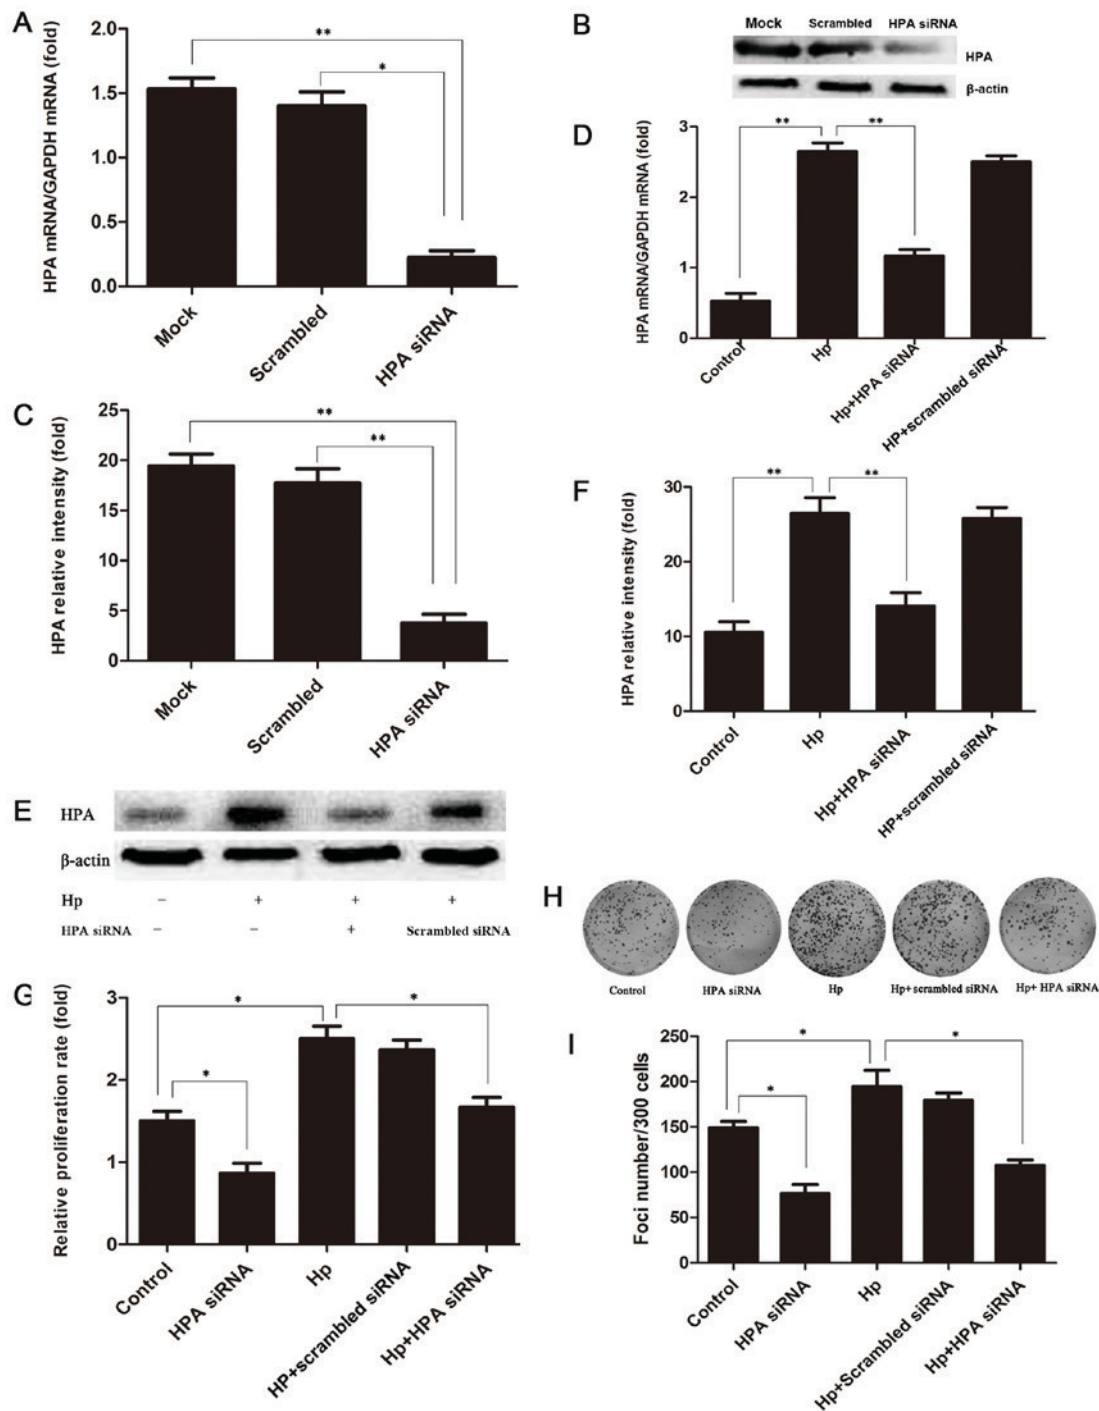 A
HPA mRNA/GAPDH mRNA (fold)
2.0
1.5
1.0
0.5
0.0
**
*
Mock
Scrambled
HPA siRNA
B
Mock
Scrambled
HPA siRNA
HPA
β-actin
C
HPA relative intensity (fold)
25
20
15
10
5
0
**
**
Mock
Scrambled
HPA siRNA
D
HPA mRNA/GAPDH mRNA (fold)
3
2
1
0
**
**
Control
Hp
Hp+HPA siRNA
HP+scrambled siRNA
E
HPA
β-actin
Hp − + + +
HPA siRNA − − + Scrambled siRNA
F
HPA relative intensity (fold)
30
20
10
0
**
**
Control
Hp
Hp+HPA siRNA
HP+scrambled siRNA
G
Relative proliferation rate (fold)
3
2
1
0
*
*
*
Control
HPA siRNA
Hp
HP+scrambled siRNA
Hp+HPA siRNA
H
Control
HPA siRNA
Hp
Hp+ scrambled siRNA
Hp+ HPA siRNA
I
Foci number/300 cells
250
200
150
100
50
0
*
*
*
Control
HPA siRNA
Hp
Hp+Scrambled siRNA
Hp+HPA siRNA